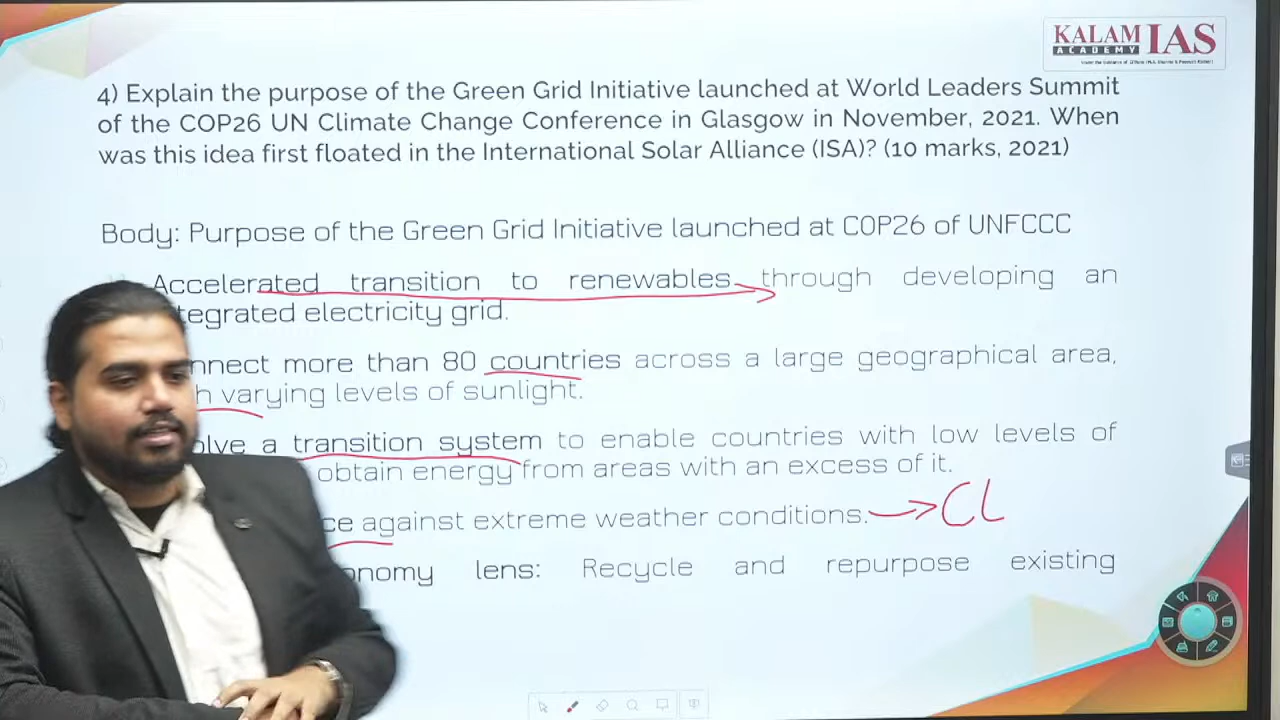 KALAM
ACADEMY
IAS
4) Explain the purpose of the Green Grid Initiative launched at World Leaders Summit
of the COP26 UN Climate Change Conference in Glasgow in November, 2021. When
was this idea first floated in the International Solar Alliance (ISA)? (10 marks, 2021)
Body: Purpose of the Green Grid Initiative launched at COP26 of UNFCCC
Accelerated transition to renewables through developing an
tegrated electricity grid.
nnect more than 80 countries across a large geographical area,
h varying levels of sunlight.
olve a transition system to enable countries with low levels of
obtain energy from areas with an excess of it.
ce against extreme weather conditions. → CL
onomy lens: Recycle and repurpose existing